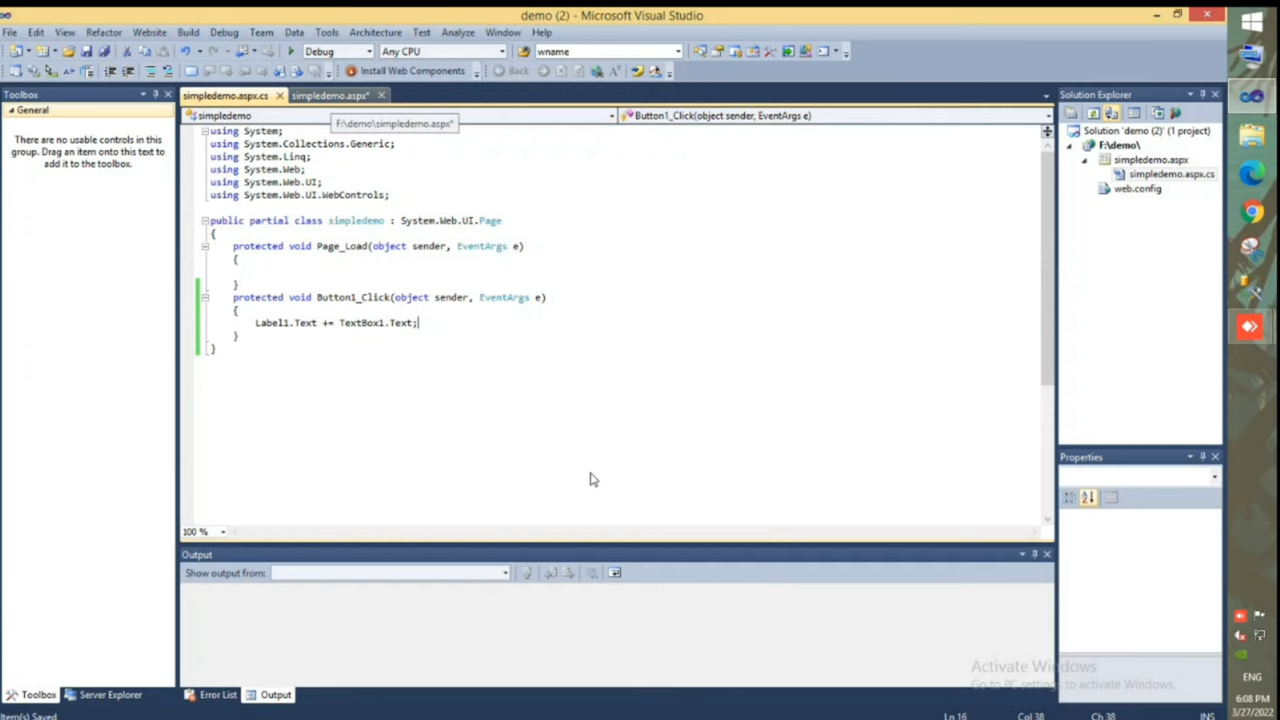 demo (2) - Microsoft Visual Studio
File Edit View Refactor Website Build Debug Team Data Tools Architecture Test Analyze Window Help
Debug Any CPU wname
Install Web Components Back
Toolbox
General
There are no usable controls in this
group. Drag an item onto this text to
add it to the toolbox.
simpledemo.aspx.cs simpledemo.aspx*
simpledemo Button1_Click(object sender, EventArgs e)
F:\demo\simpledemo.aspx*
using System;
using System.Collections.Generic;
using System.Linq;
using System.Web;
using System.Web.UI;
using System.Web.UI.WebControls;
public partial class simpledemo : System.Web.UI.Page
{
protected void Page_Load(object sender, EventArgs e)
{
}
protected void Button1_Click(object sender, EventArgs e)
{
Label1.Text += TextBox1.Text;
}
}
100 %
Output
Show output from:
Solution Explorer
Solution 'demo (2)' (1 project)
F:\demo\
simpledemo.aspx
simpledemo.aspx.cs
web.config
Properties
Activate Windows
Go to PC settings to activate Windows.
Toolbox Server Explorer Error List Output
Item(s) Saved Ln 16 Col 38 Ch 38 INS
ENG
6:08 PM
3/27/2022